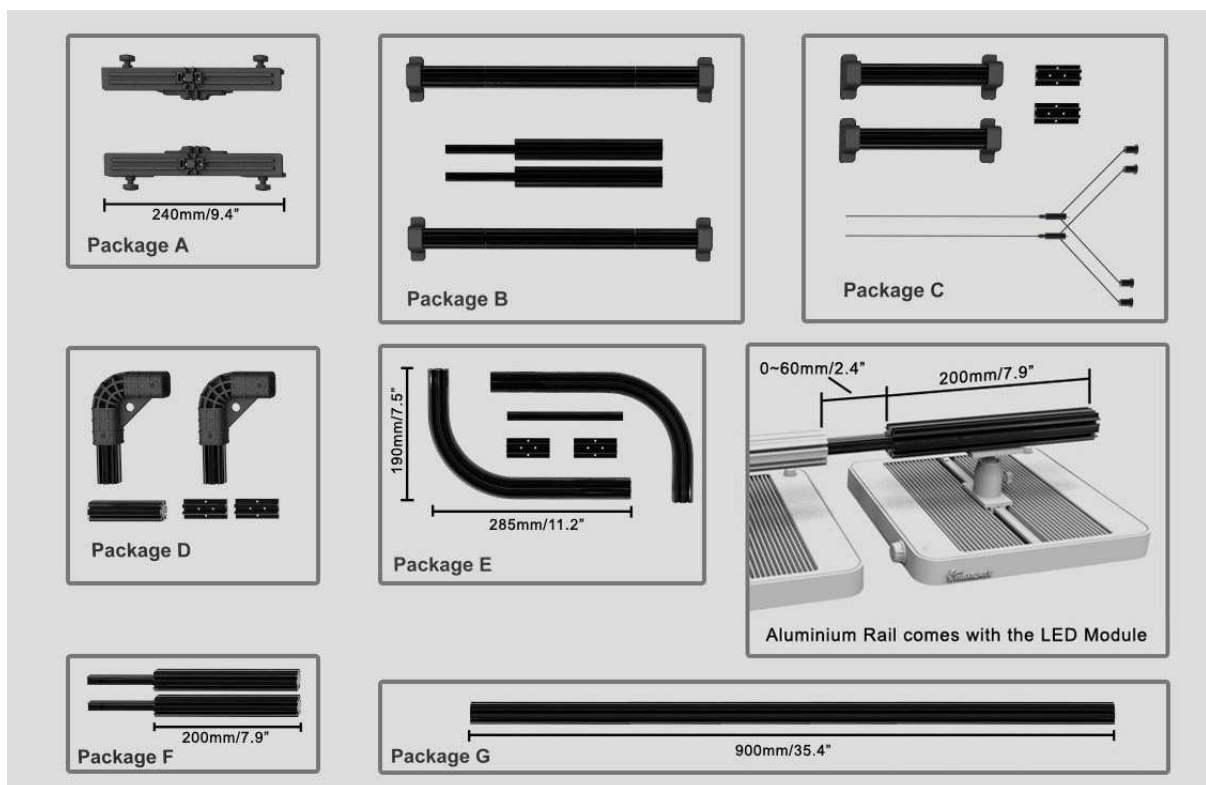 240mm/9.4”
Package A
Package B
Package C
Package D
190mm/7.5”
285mm/11.2”
Package E
0~60mm/2.4”
200mm/7.9”
Aluminium Rail comes with the LED Module
200mm/7.9”
Package F
900mm/35.4”
Package G